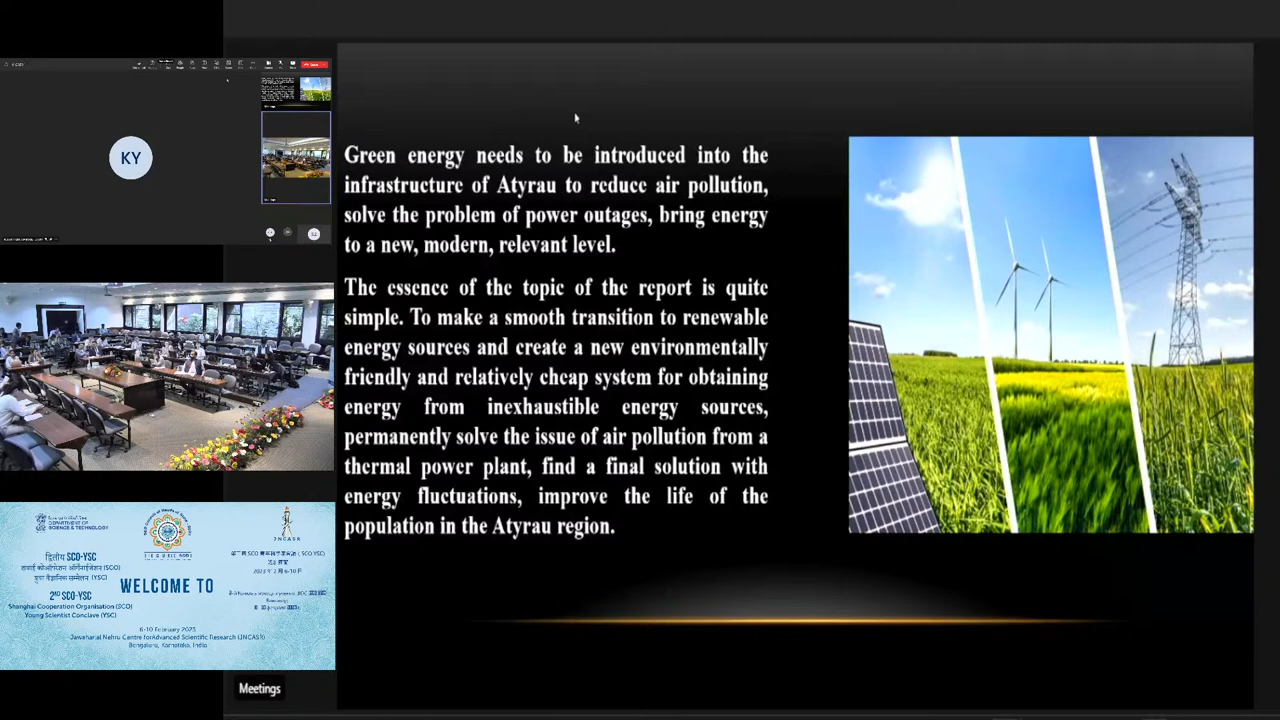 KY
Green energy needs to be introduced into the
infrastructure of Atyrau to reduce air pollution,
solve the problem of power outages, bring energy
to a new, modern, relevant level.
The essence of the topic of the report is quite
simple. To make a smooth transition to renewable
energy sources and create a new environmentally
friendly and relatively cheap system for obtaining
energy from inexhaustible energy sources,
permanently solve the issue of air pollution from a
thermal power plant, find a final solution with
energy fluctuations, improve the life of the
population in the Atyrau region.
DEPARTMENT OF
SCIENCE & TECHNOLOGY
JNCASR
द्वितीय SCO-YSC
(SCO)
(YSC)
2ND SCO-YSC
Shanghai Cooperation Organisation (SCO)
Young Scientist Conclave (YSC)
WELCOME TO
6-10 February 2023
Jawaharlal Nehru Centre forAdvanced Scientific Research (JNCASR)
Bengaluru, Karnataka, India
Meetings